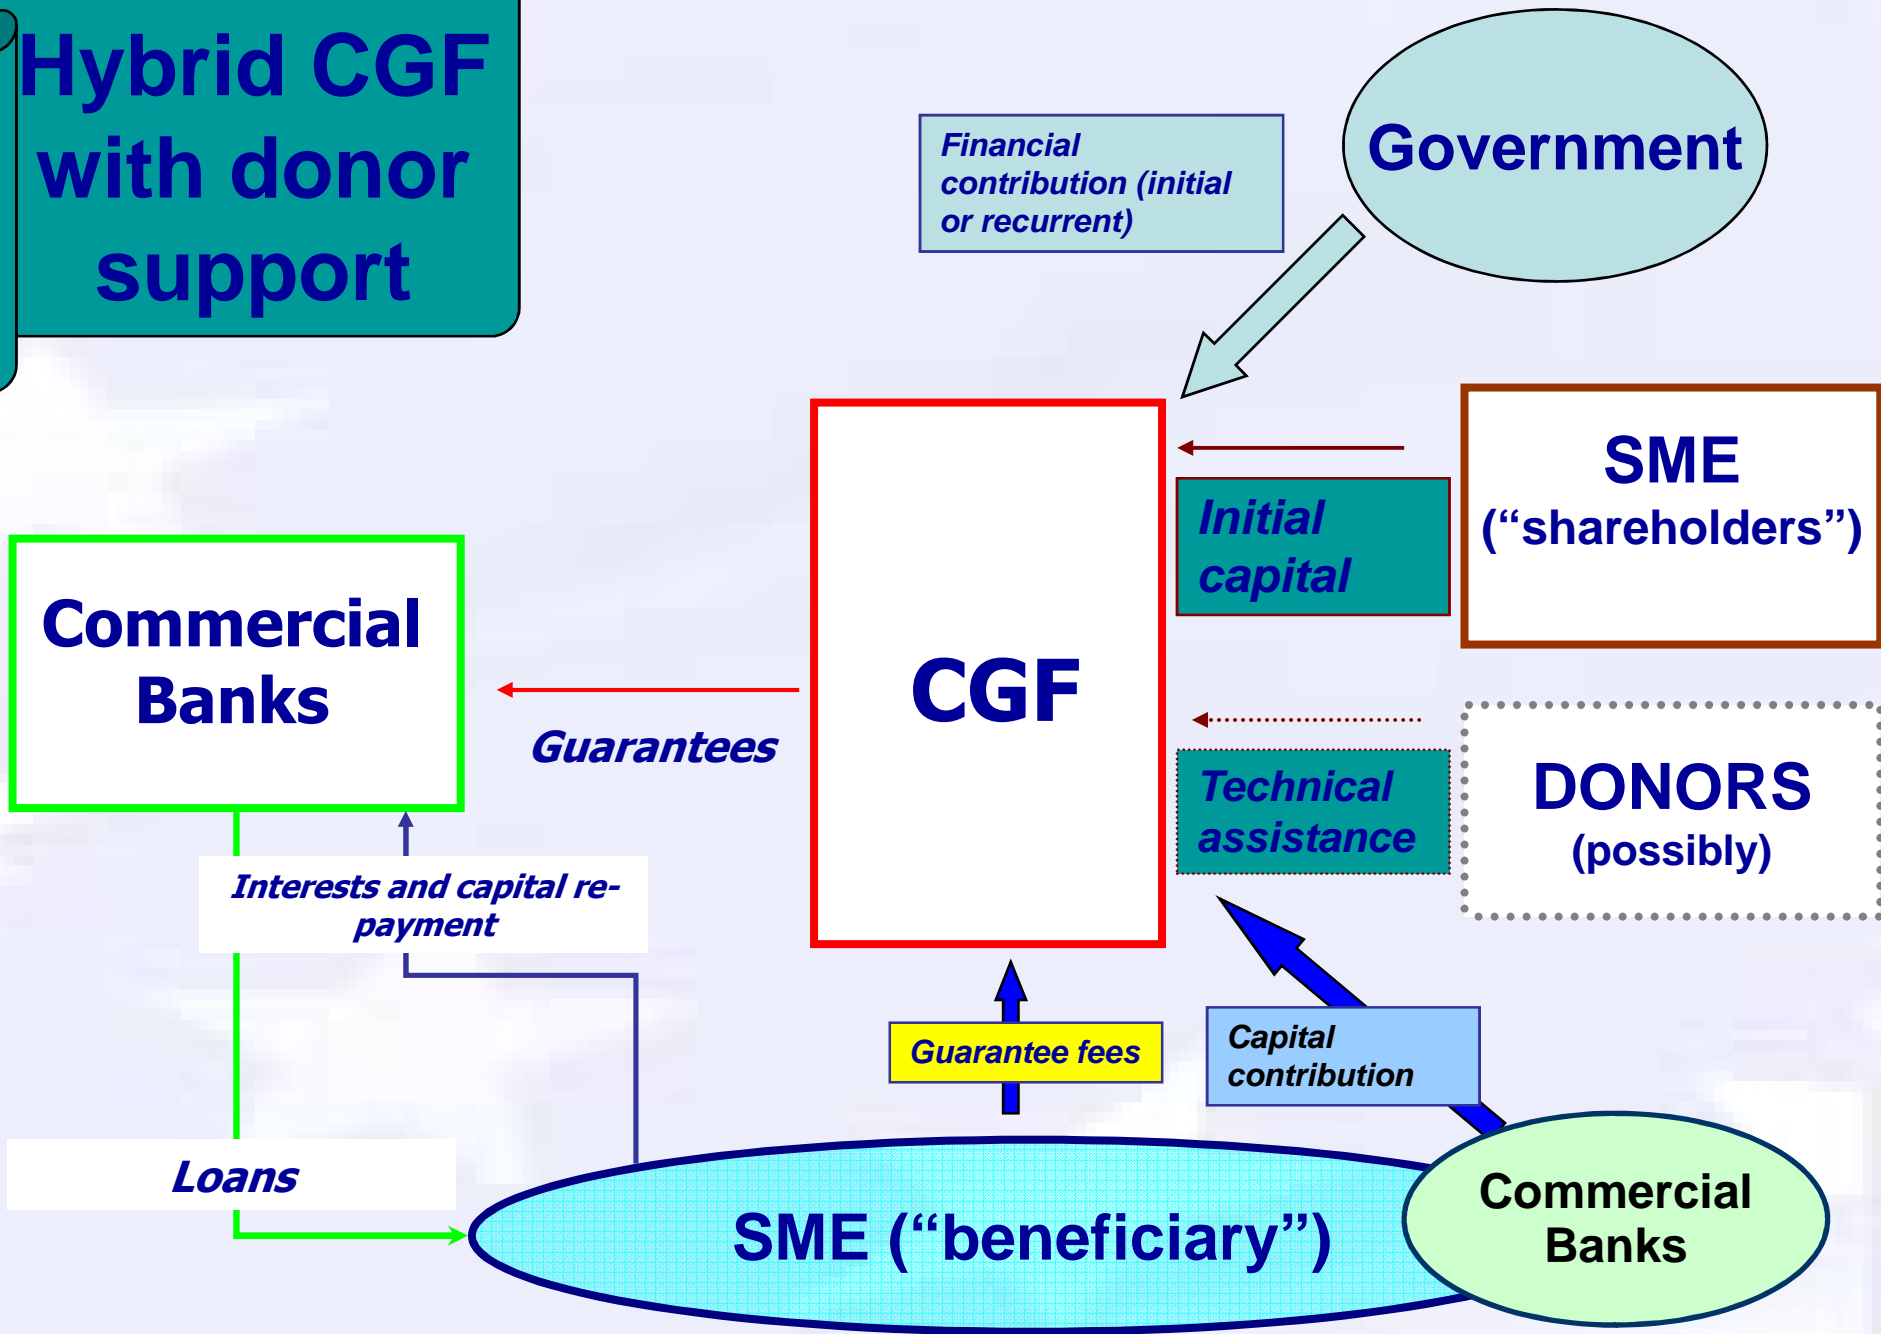 Hybrid CGF
with donor
support
Financial
contribution (initial
or recurrent)
Government
SME
(“shareholders”)
Initial
capital
Commercial
Banks
CGF
Guarantees
DONORS
(possibly)
Technical
assistance
Interests and capital re-
payment
Guarantee fees
Capital
contribution
Loans
SME (“beneficiary”)
Commercial
Banks